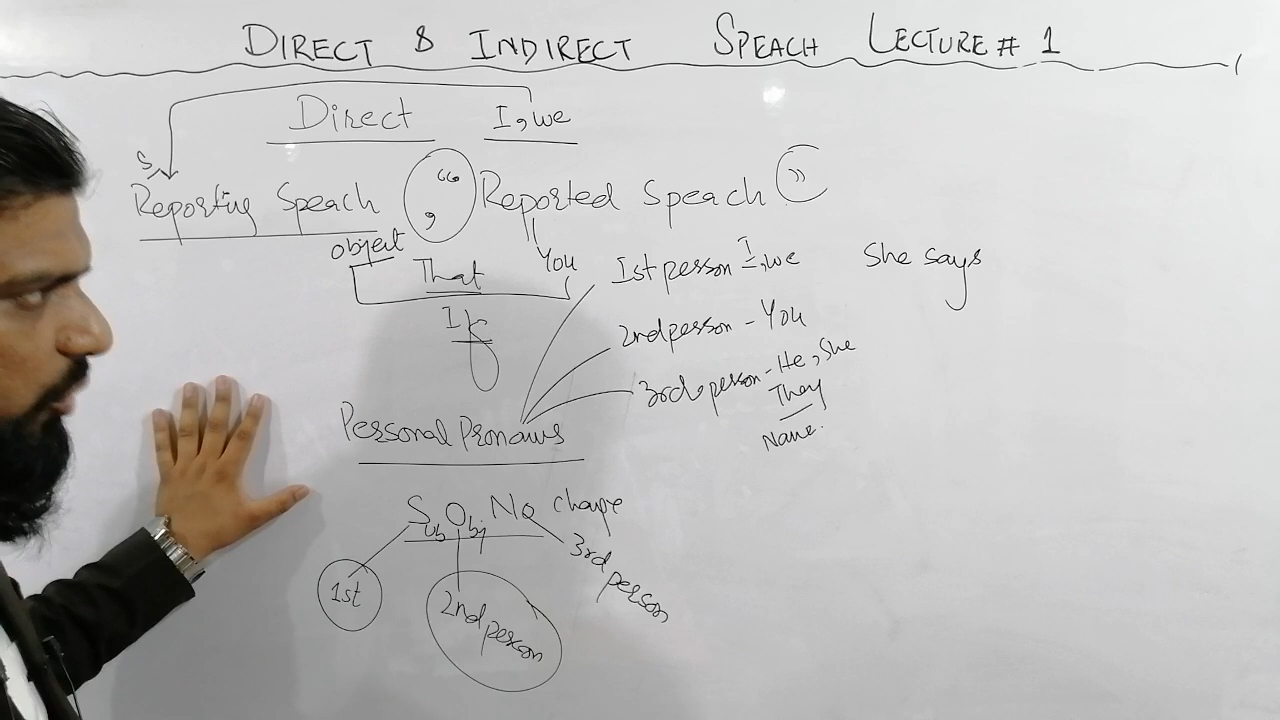 DIRECT & INDIRECT SPEACH LECTURE # 1
Direct I, we
S
Reporting Speach , “ Reported Speach ”
object That You
If
1st person I, we
I
2nd person - You
3rd person - He, She
They
Name.
She says
Personal Pronouns
Sub Obj No change
1st
2nd person
3rd person